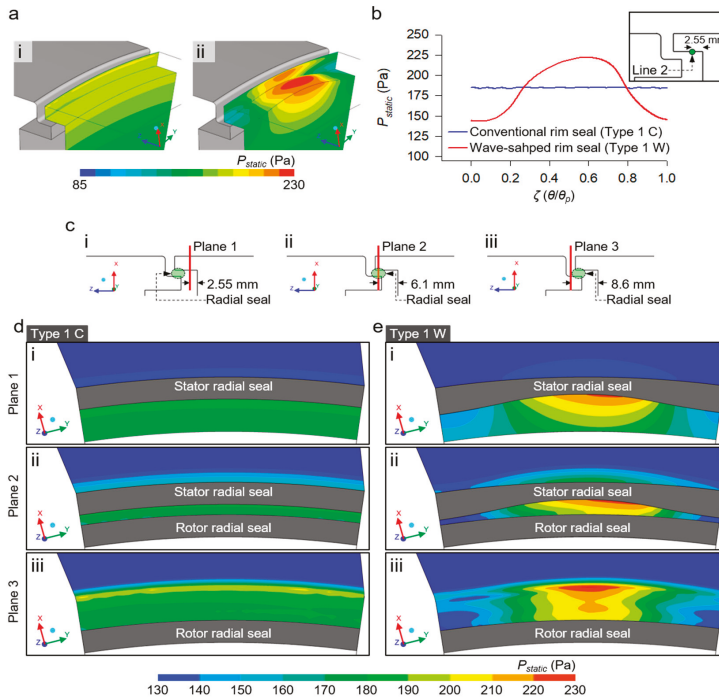 a
i
ii
P_static (Pa)
85
230
X
Y
Z
X
Y
Z
b
P_static (Pa)
225
200
175
150
125
100
0.0
0.2
0.4
0.6
0.8
1.0
ζ (θ/θ_p)
Conventional rim seal (Type 1 C)
Wave-sahped rim seal (Type 1 W)
2.55 mm
Line 2
c
i
Plane 1
X
Z
2.55 mm
Radial seal
ii
Plane 2
X
Z
6.1 mm
Radial seal
iii
Plane 3
X
Z
8.6 mm
Radial seal
d
Type 1 C
Plane 1
i
Stator radial seal
X
Z
Y
Plane 2
ii
Stator radial seal
Rotor radial seal
X
Z
Y
Plane 3
iii
Rotor radial seal
X
Z
Y
e
Type 1 W
i
Stator radial seal
X
Z
Y
ii
Stator radial seal
Rotor radial seal
X
Z
Y
iii
Rotor radial seal
X
Z
Y
P_static (Pa)
130 140 150 160 170 180 190 200 210 220 230